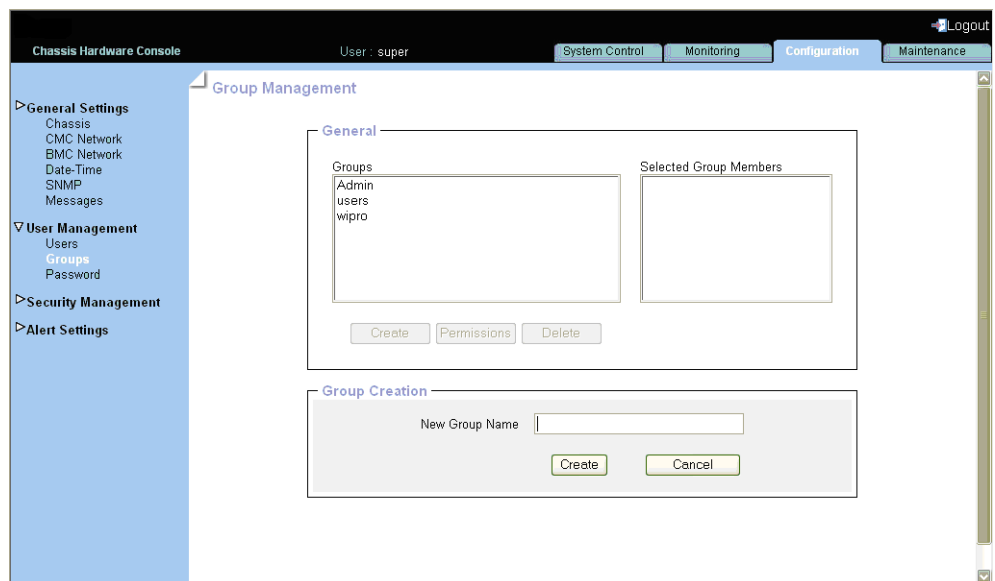 Logout
Chassis Hardware Console
User : super
System Control
Monitoring
Configuration
Maintenance
General Settings
Chassis
CMC Network
BMC Network
Date-Time
SNMP
Messages
User Management
Users
Groups
Password
Security Management
Alert Settings
Group Management
General
Groups
Admin
users
wipro
Selected Group Members
Create
Permissions
Delete
Group Creation
New Group Name
Create
Cancel